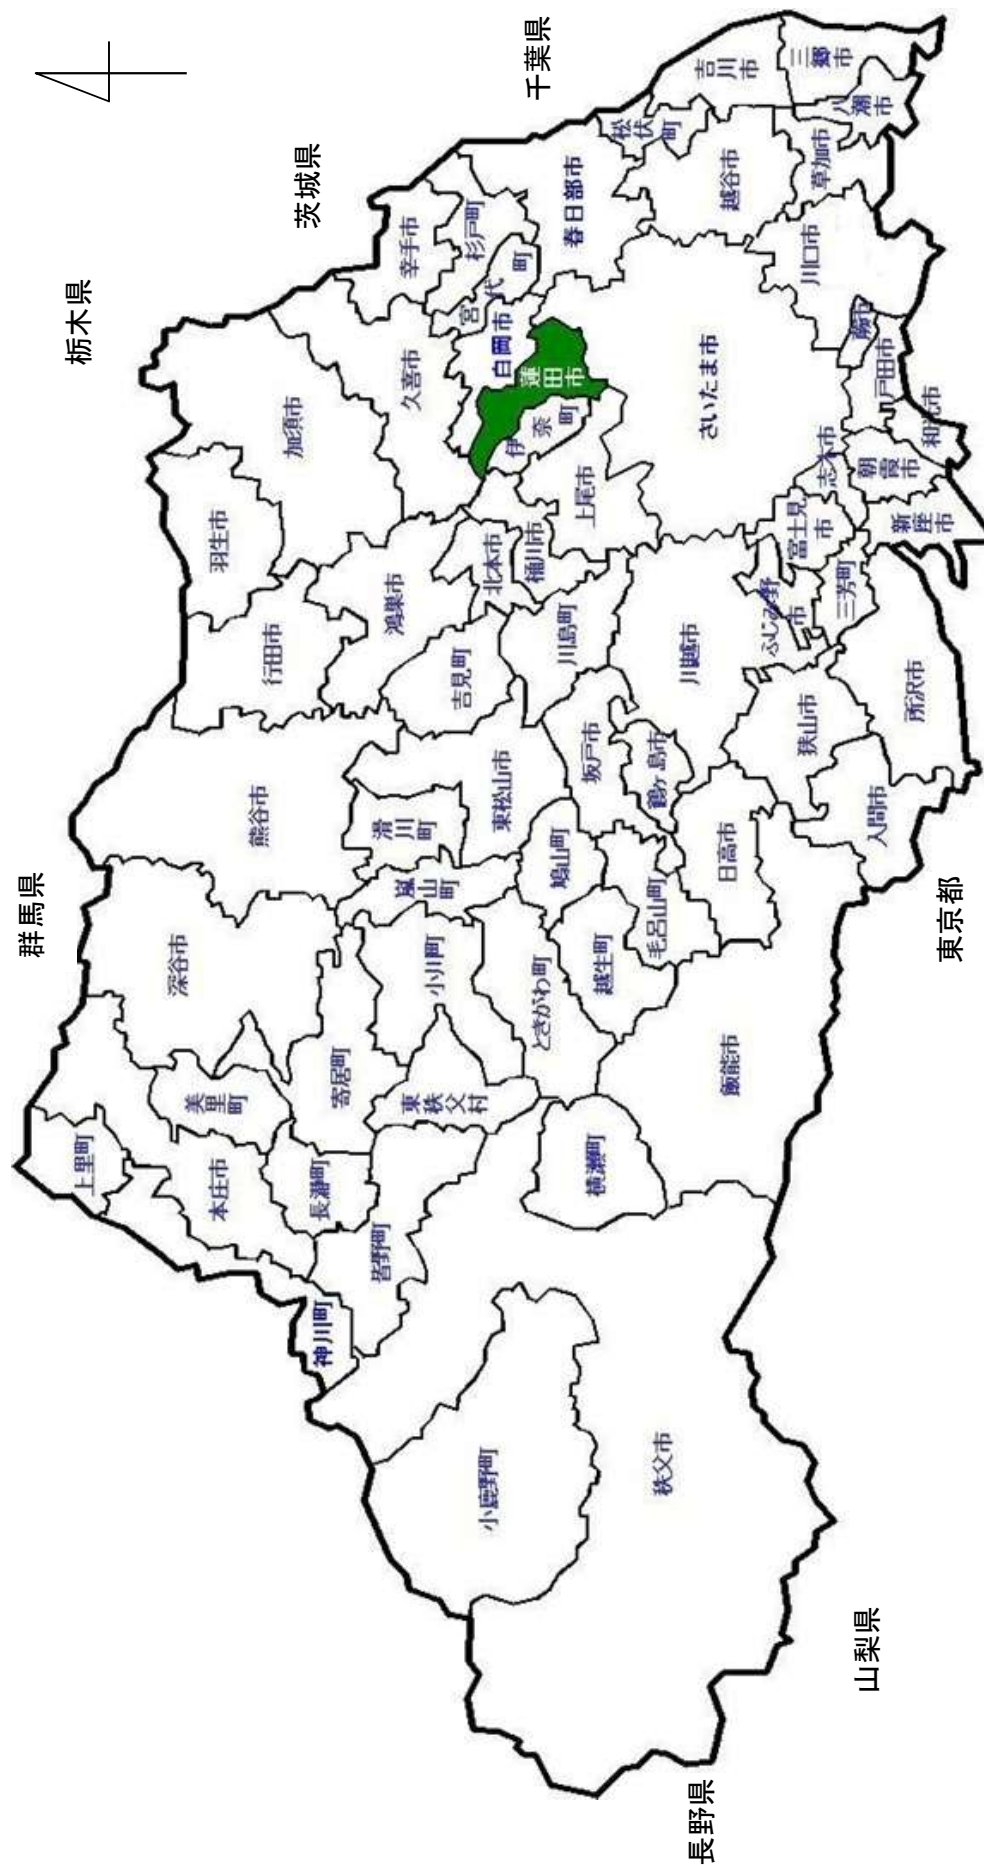 群馬県
栃木県
茨城県
千葉県
長野県
山梨県
東京都
上里町
神川町
本庄市
美里町
深谷市
熊谷市
行田市
羽生市
加須市
長瀞町
皆野町
寄居町
小川町
嵐山町
滑川町
東秩父村
東松山市
吉見町
鴻巣市
北本市
桶川市
久喜市
幸手市
杉戸町
宮代町
白岡市
蓮田市
伊奈町
上尾市
春日部市
松伏町
吉川市
三郷市
八潮市
草加市
越谷市
川口市
さいたま市
蕨市
戸田市
和光市
朝霞市
志木市
新座市
富士見市
ふじみ野市
三芳町
川越市
川島町
坂戸市
鶴ヶ島市
鳩山町
ときがわ町
越生町
毛呂山町
日高市
狭山市
入間市
所沢市
飯能市
横瀬町
小鹿野町
秩父市